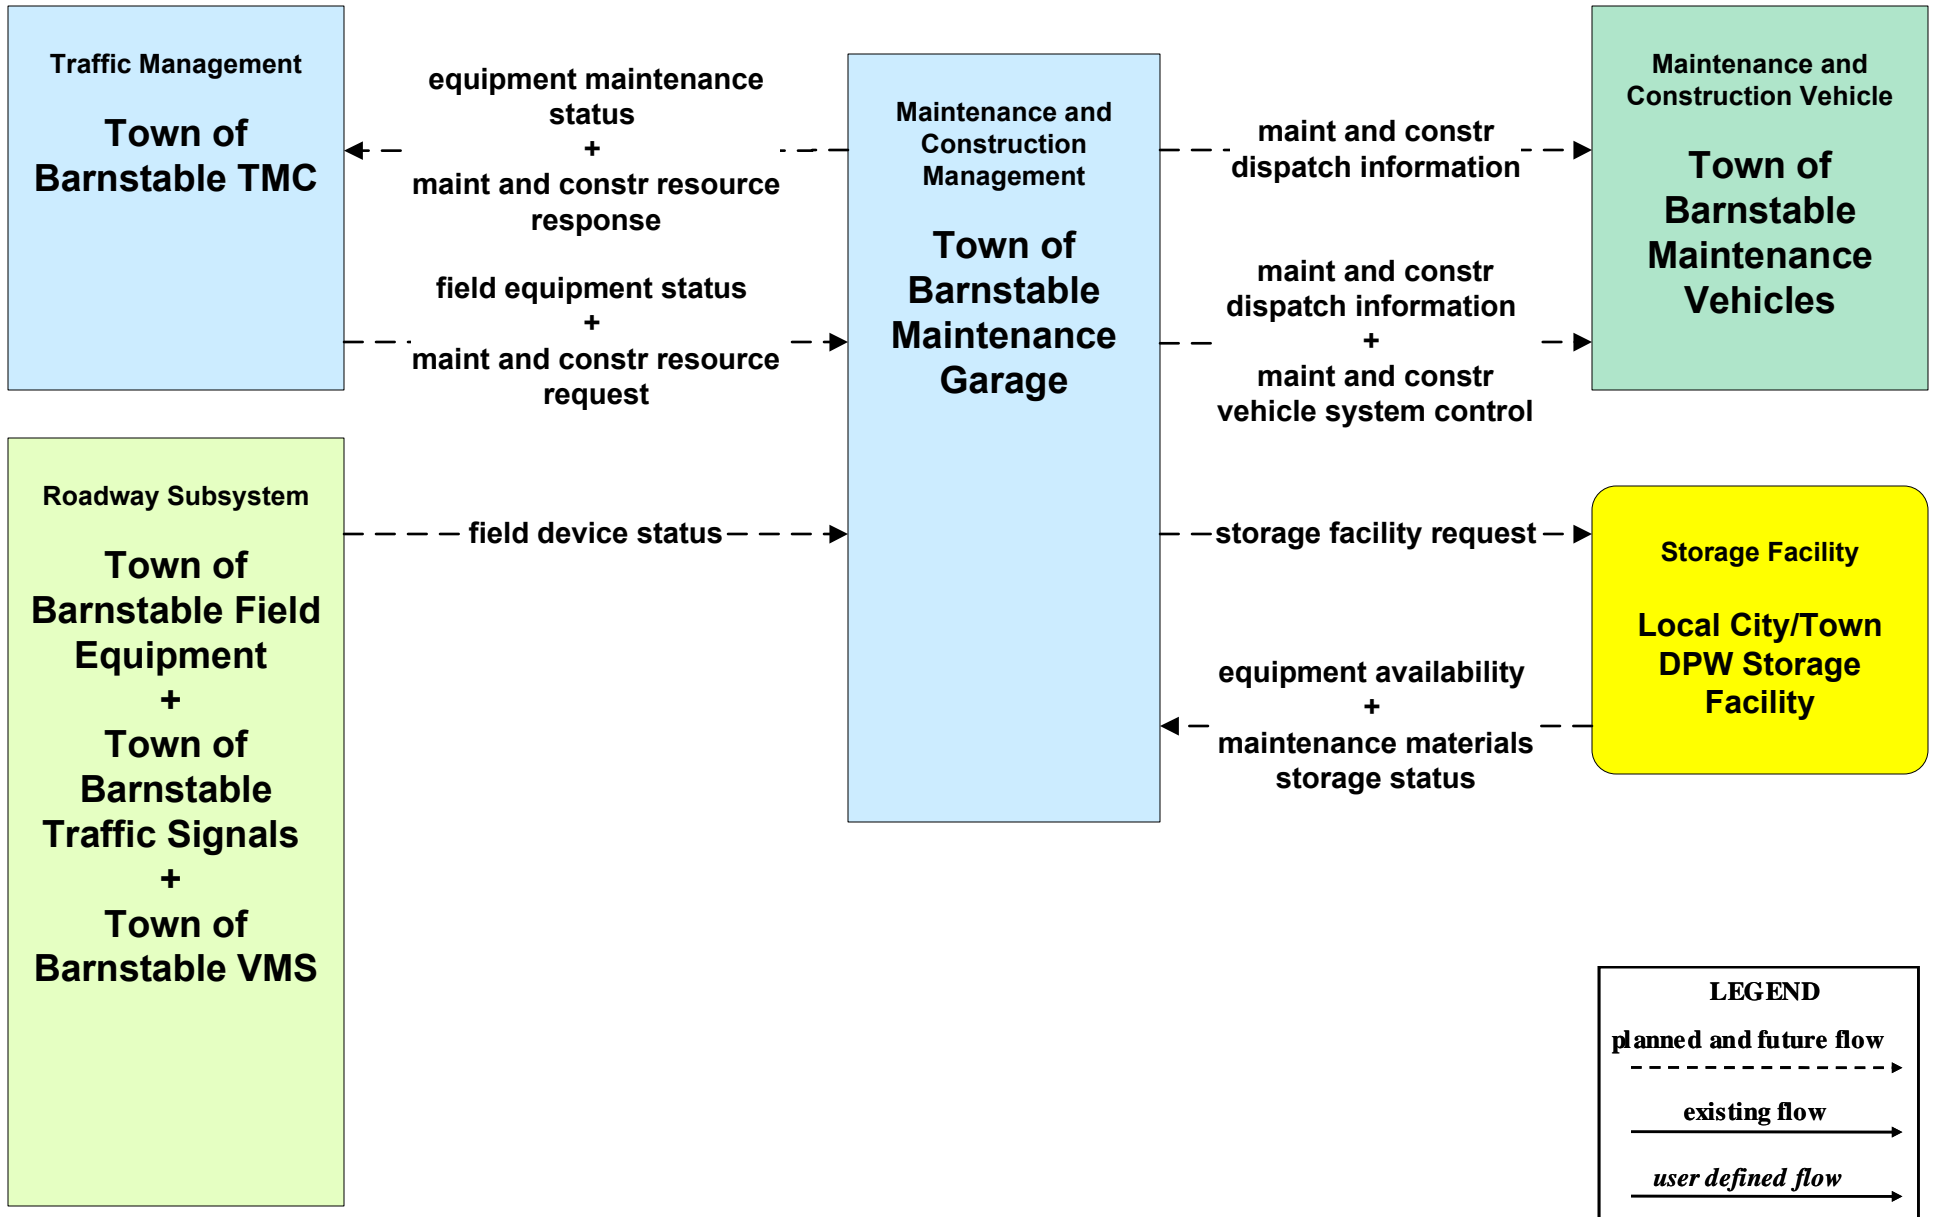 Traffic Management
Town of
Barnstable TMC
equipment maintenance
status
+
maint and constr resource
response
field equipment status
+
maint and constr resource
request
Maintenance and
Construction
Management
Town of
Barnstable
Maintenance
Garage
maint and constr
dispatch information
maint and constr
dispatch information
+
maint and constr
vehicle system control
Maintenance and
Construction Vehicle
Town of
Barnstable
Maintenance
Vehicles
Roadway Subsystem
Town of
Barnstable Field
Equipment
+
Town of
Barnstable
Traffic Signals
+
Town of
Barnstable VMS
field device status
storage facility request
equipment availability
+
maintenance materials
storage status
Storage Facility
Local City/Town
DPW Storage
Facility
LEGEND
planned and future flow
existing flow
user defined flow